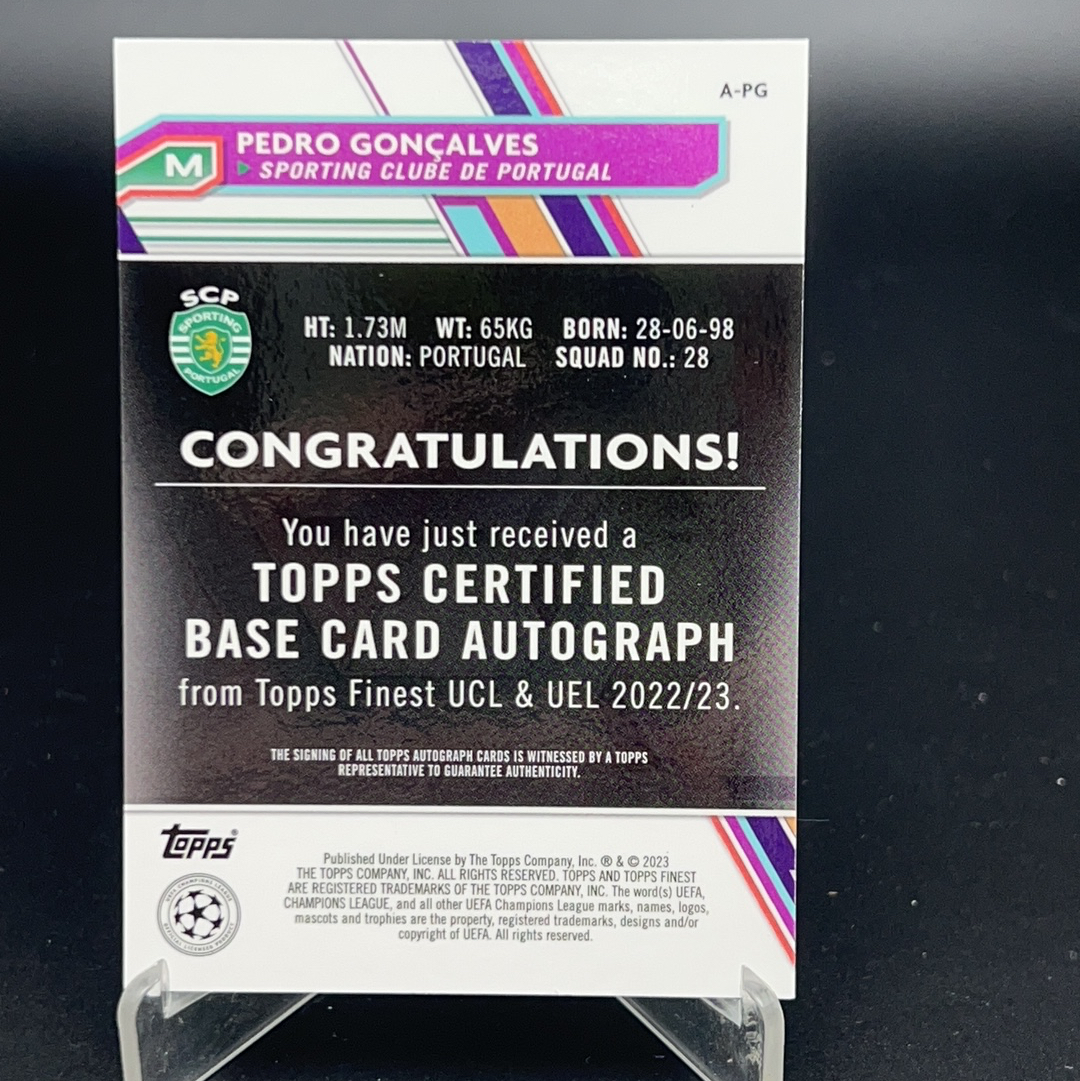 A-PG
M
PEDRO GONÇALVES
SPORTING CLUBE DE PORTUGAL
SCP
SPORTING
PORTUGAL
HT: 1.73M WT: 65KG BORN: 28-06-98
NATION: PORTUGAL SQUAD NO.: 28
CONGRATULATIONS!
You have just received a
TOPPS CERTIFIED
BASE CARD AUTOGRAPH
from Topps Finest UCL & UEL 2022/23.
THE SIGNING OF ALL TOPPS AUTOGRAPH CARDS IS WITNESSED BY A TOPPS
REPRESENTATIVE TO GUARANTEE AUTHENTICITY.
Topps®
UEFA CHAMPIONS LEAGUE
OFFICIAL LICENSED PRODUCT
Published Under License by The Topps Company, Inc. ® & © 2023
THE TOPPS COMPANY, INC. ALL RIGHTS RESERVED. TOPPS AND TOPPS FINEST
ARE REGISTERED TRADEMARKS OF THE TOPPS COMPANY, INC. The word(s) UEFA,
CHAMPIONS LEAGUE, and all other UEFA Champions League marks, names, logos,
mascots and trophies are the property, registered trademarks, designs and/or
copyright of UEFA. All rights reserved.